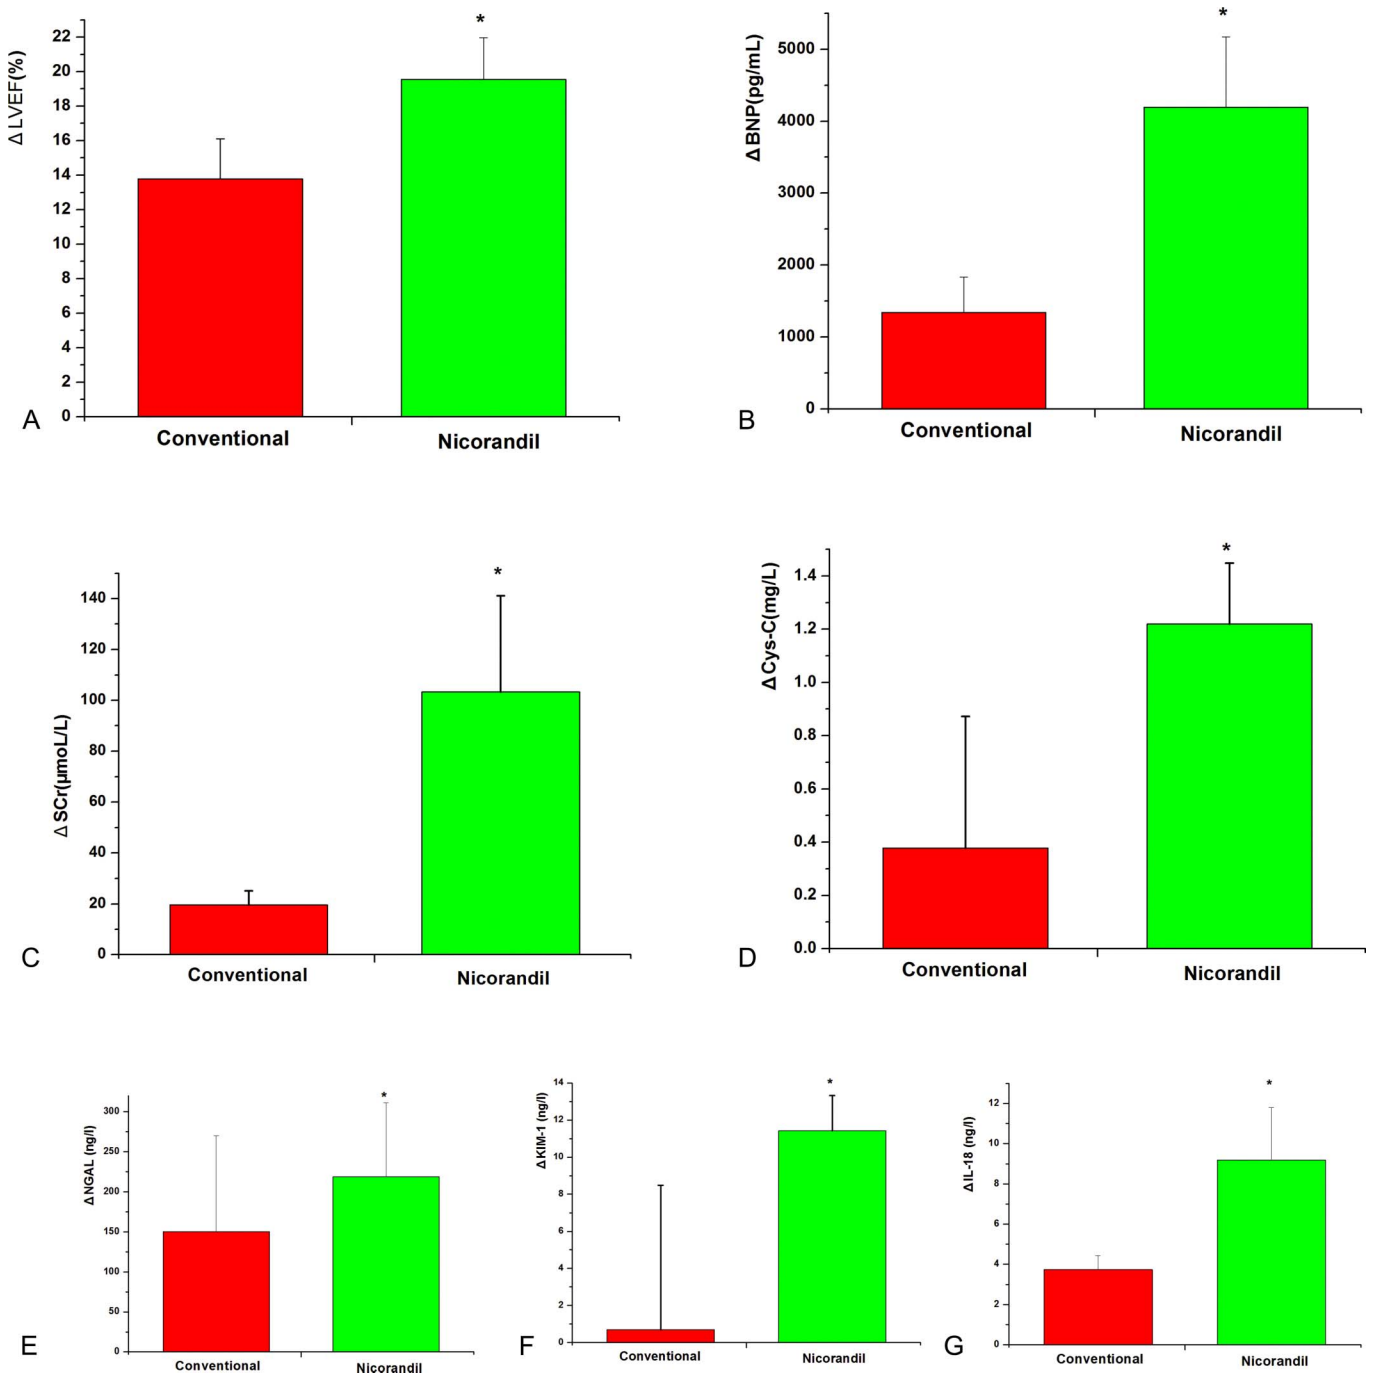 *
22
20
18
16
14
12
10
8
6
4
2
0
Δ LVEF(%)
Conventional
Nicorandil
A
*
5000
4000
3000
2000
1000
0
ΔBNP(pg/mL)
Conventional
Nicorandil
B
*
140
120
100
80
60
40
20
0
Δ SCr(μmoL/L)
Conventional
Nicorandil
C
*
1.4
1.2
1.0
0.8
0.6
0.4
0.2
0.0
ΔCys-C(mg/L)
Conventional
Nicorandil
D
*
300
250
200
150
100
50
0
ΔNGAL (ng/l)
Conventional
Nicorandil
E
*
14
12
10
8
6
4
2
0
ΔKIM-1 (ng/l)
Conventional
Nicorandil
F
*
12
10
8
6
4
2
0
ΔIL-18 (ng/l)
Conventional
Nicorandil
G